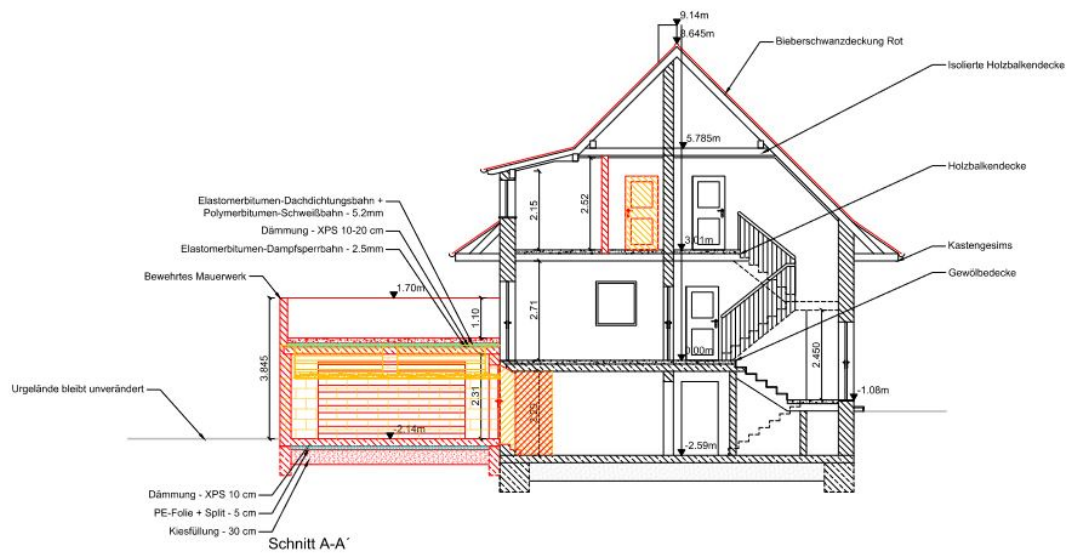 9.14m
8.645m
Bieberschwanzdeckung Rot
Isolierte Holzbalkendecke
5.785m
Holzbalkendecke
Elastomerbitumen-Dachdichtungsbahn +
Polymerbitumen-Schweißbahn - 5.2mm
2.15
2.52
Dämmung - XPS 10-20 cm
3.01m
Elastomerbitumen-Dampfsperrbahn - 2.5mm
Kastengesims
Bewehrtes Mauerwerk
Gewölbedecke
1.70m
1.10
2.71
0.00m
2.450
3.845
Urgelände bleibt unverändert
2.31
-1.08m
-2.14m
-2.59m
Dämmung - XPS 10 cm
PE-Folie + Split - 5 cm
Kiesfüllung - 30 cm
Schnitt A-A´